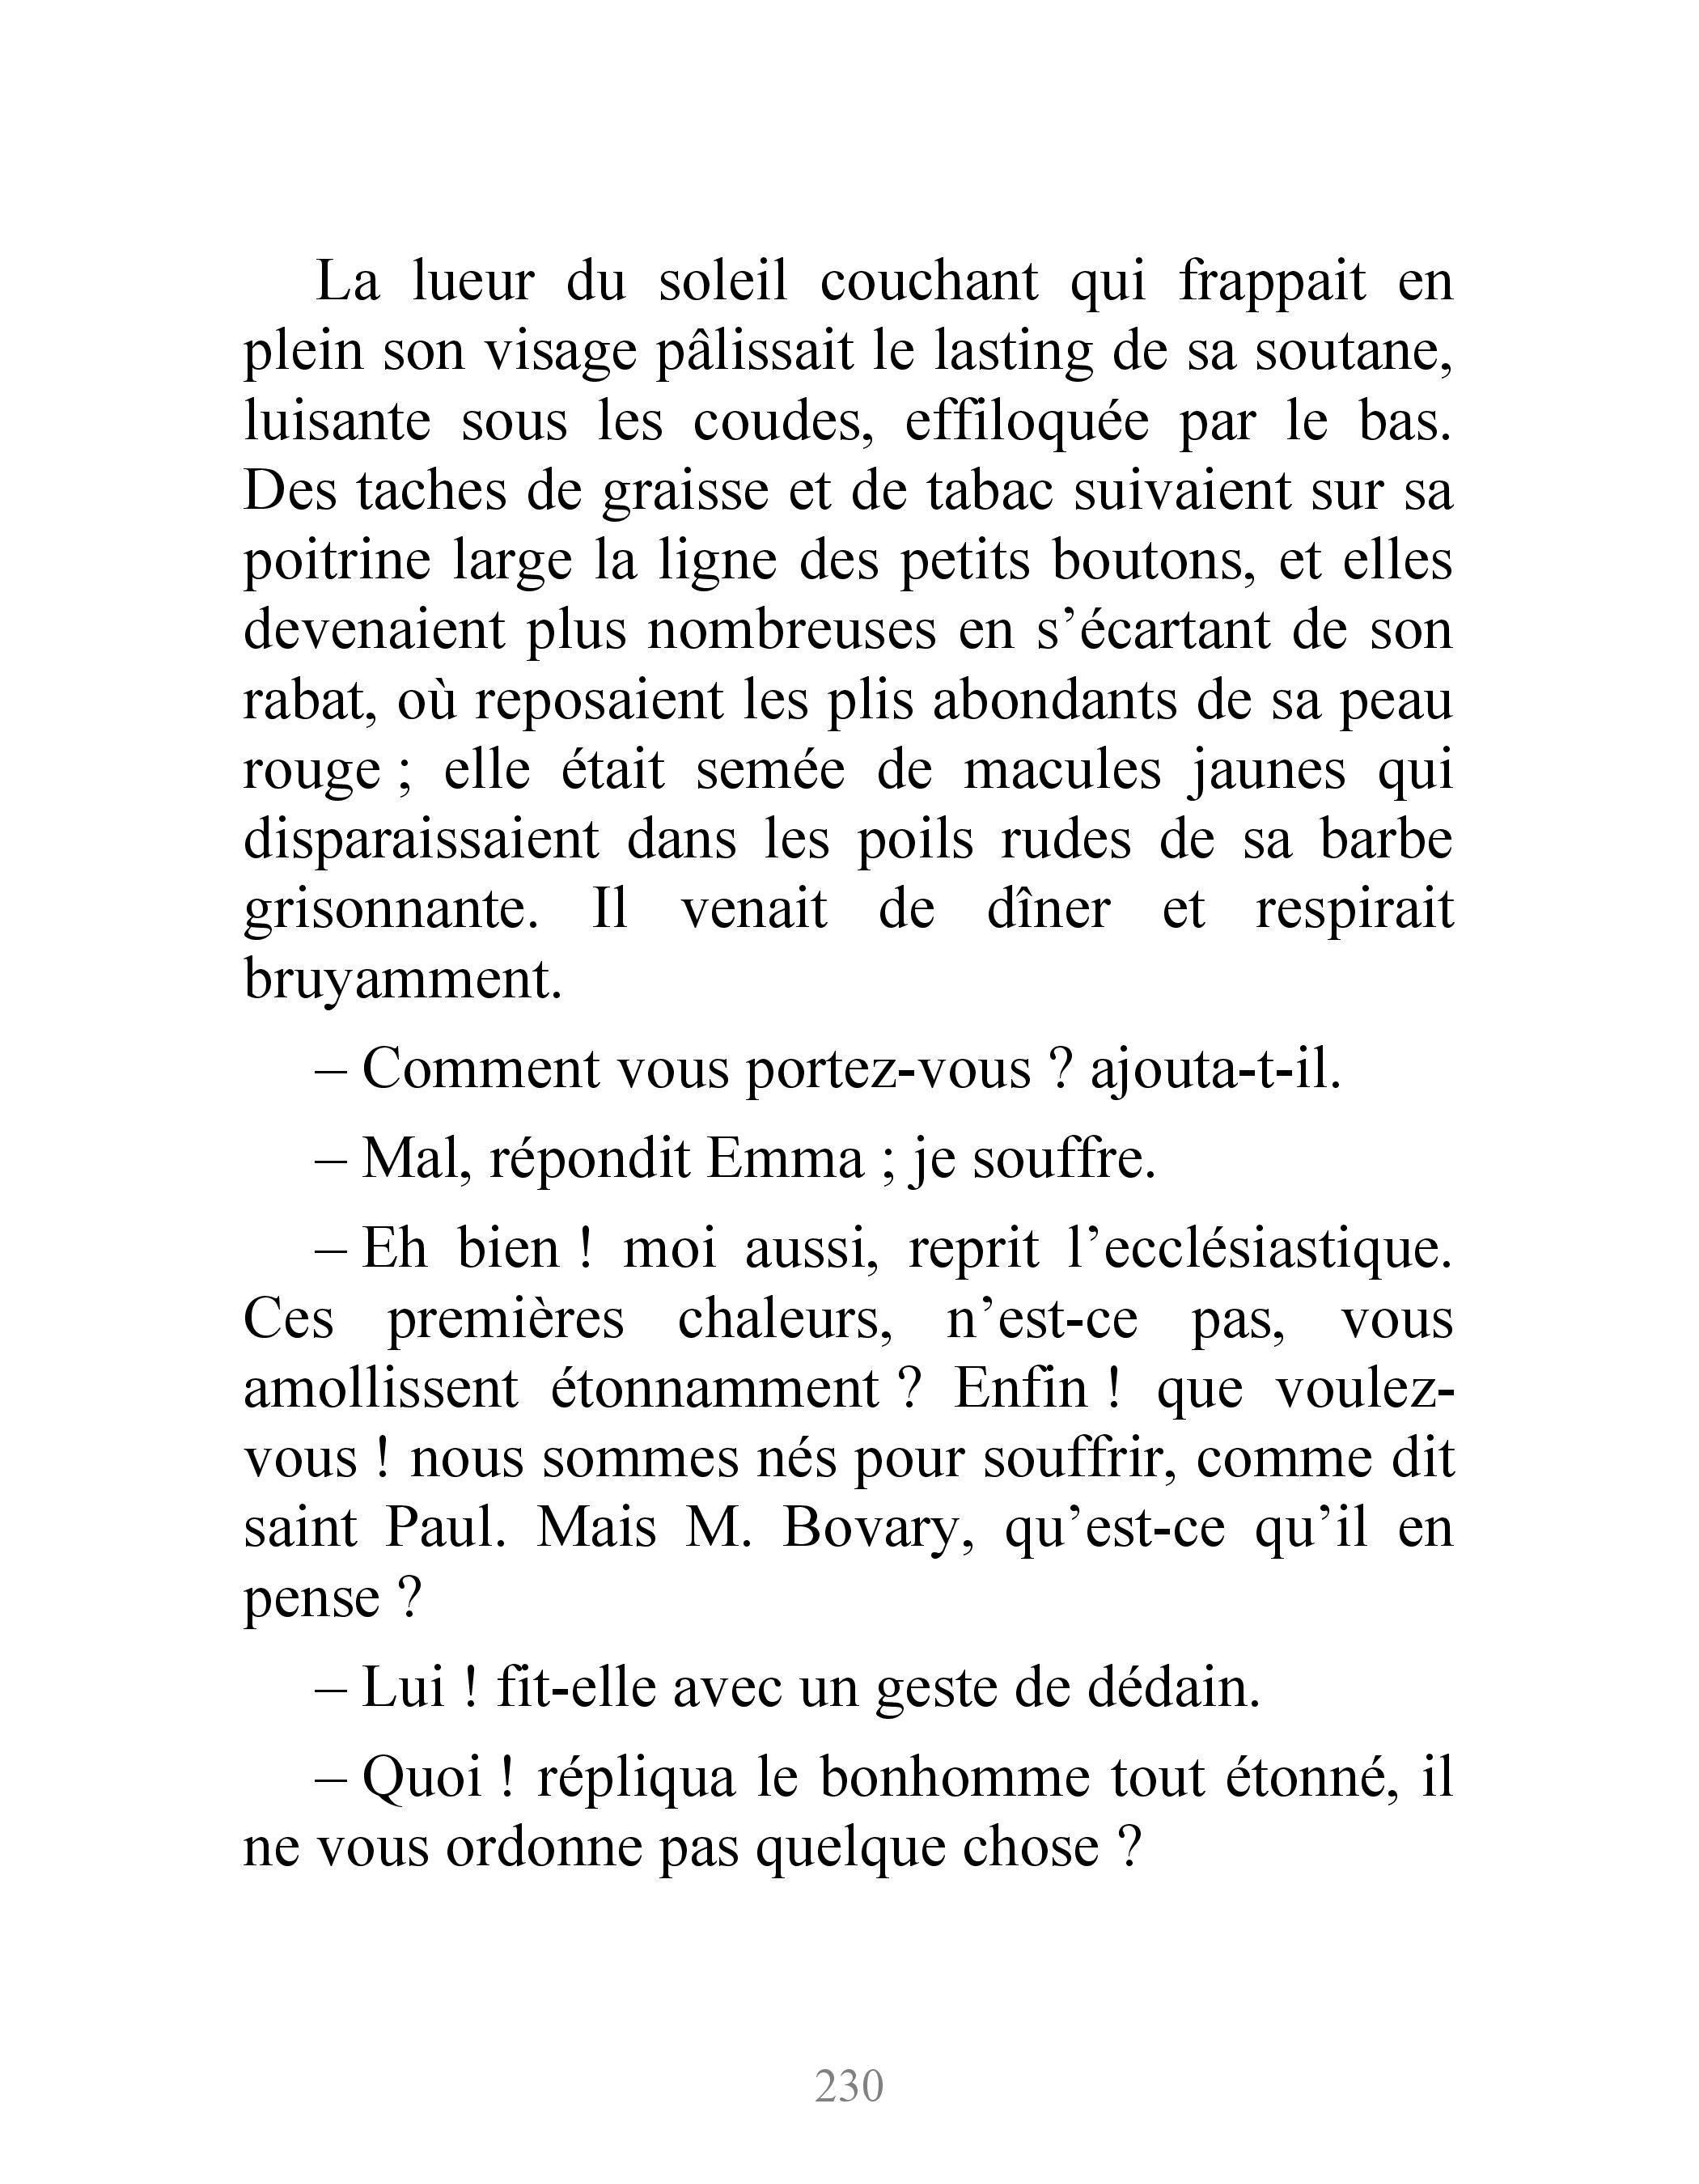 La lueur du soleil couchant qui frappait en
plein son visage pâlissait le lasting de sa soutane,
luisante sous les coudes, effiloquée par le bas.
Des taches de graisse et de tabac suivaient sur sa
poitrine large la ligne des petits boutons, et elles
devenaient plus nombreuses en s’écartant de son
rabat, où reposaient les plis abondants de sa peau
rouge ; elle était semée de macules jaunes qui
disparaissaient dans les poils rudes de sa barbe
grisonnante. Il venait de dîner et respirait
bruyamment.
– Comment vous portez-vous ? ajouta-t-il.
– Mal, répondit Emma ; je souffre.
– Eh bien ! moi aussi, reprit l’ecclésiastique.
Ces premières chaleurs, n’est-ce pas, vous
amollissent étonnamment ? Enfin ! que voulez-
vous ! nous sommes nés pour souffrir, comme dit
saint Paul. Mais M. Bovary, qu’est-ce qu’il en
pense ?
– Lui ! fit-elle avec un geste de dédain.
– Quoi ! répliqua le bonhomme tout étonné, il
ne vous ordonne pas quelque chose ?
230